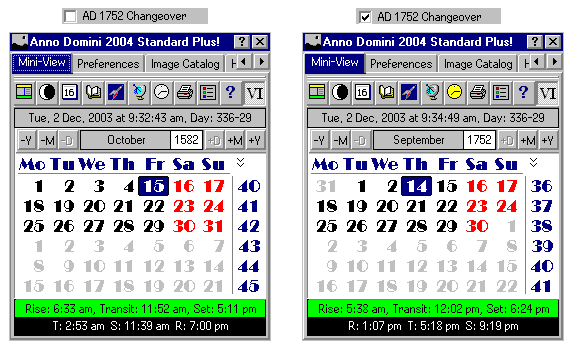 AD 1752 Changeover
Anno Domini 2004 Standard Plus! ? ×
Mini-View Preferences Image Catalog H
16 ? VI
Tue, 2 Dec, 2003 at 9:32:43 am, Day: 336-29
-Y -M -D October 1582 +D +M +Y
Mo Tu We Th Fr Sa Su
1 2 3 4 15 16 17 40
18 19 20 21 22 23 24 41
25 26 27 28 29 30 31 42
1 2 3 4 5 6 7 43
8 9 10 11 12 13 14 44
15 16 17 18 19 20 21 45
Rise: 6:33 am, Transit: 11:52 am, Set: 5:11 pm
T: 2:53 am S: 11:39 am R: 7:00 pm
AD 1752 Changeover
Anno Domini 2004 Standard Plus! ? ×
Mini-View Preferences Image Catalog H
16 ? VI
Tue, 2 Dec, 2003 at 9:34:49 am, Day: 336-29
-Y -M -D September 1752 +D +M +Y
Mo Tu We Th Fr Sa Su
31 1 2 14 15 16 17 36
18 19 20 21 22 23 24 37
25 26 27 28 29 30 1 38
2 3 4 5 6 7 8 39
9 10 11 12 13 14 15 40
16 17 18 19 20 21 22 41
Rise: 5:38 am, Transit: 12:02 pm, Set: 6:24 pm
R: 1:07 pm T: 5:18 pm S: 9:19 pm